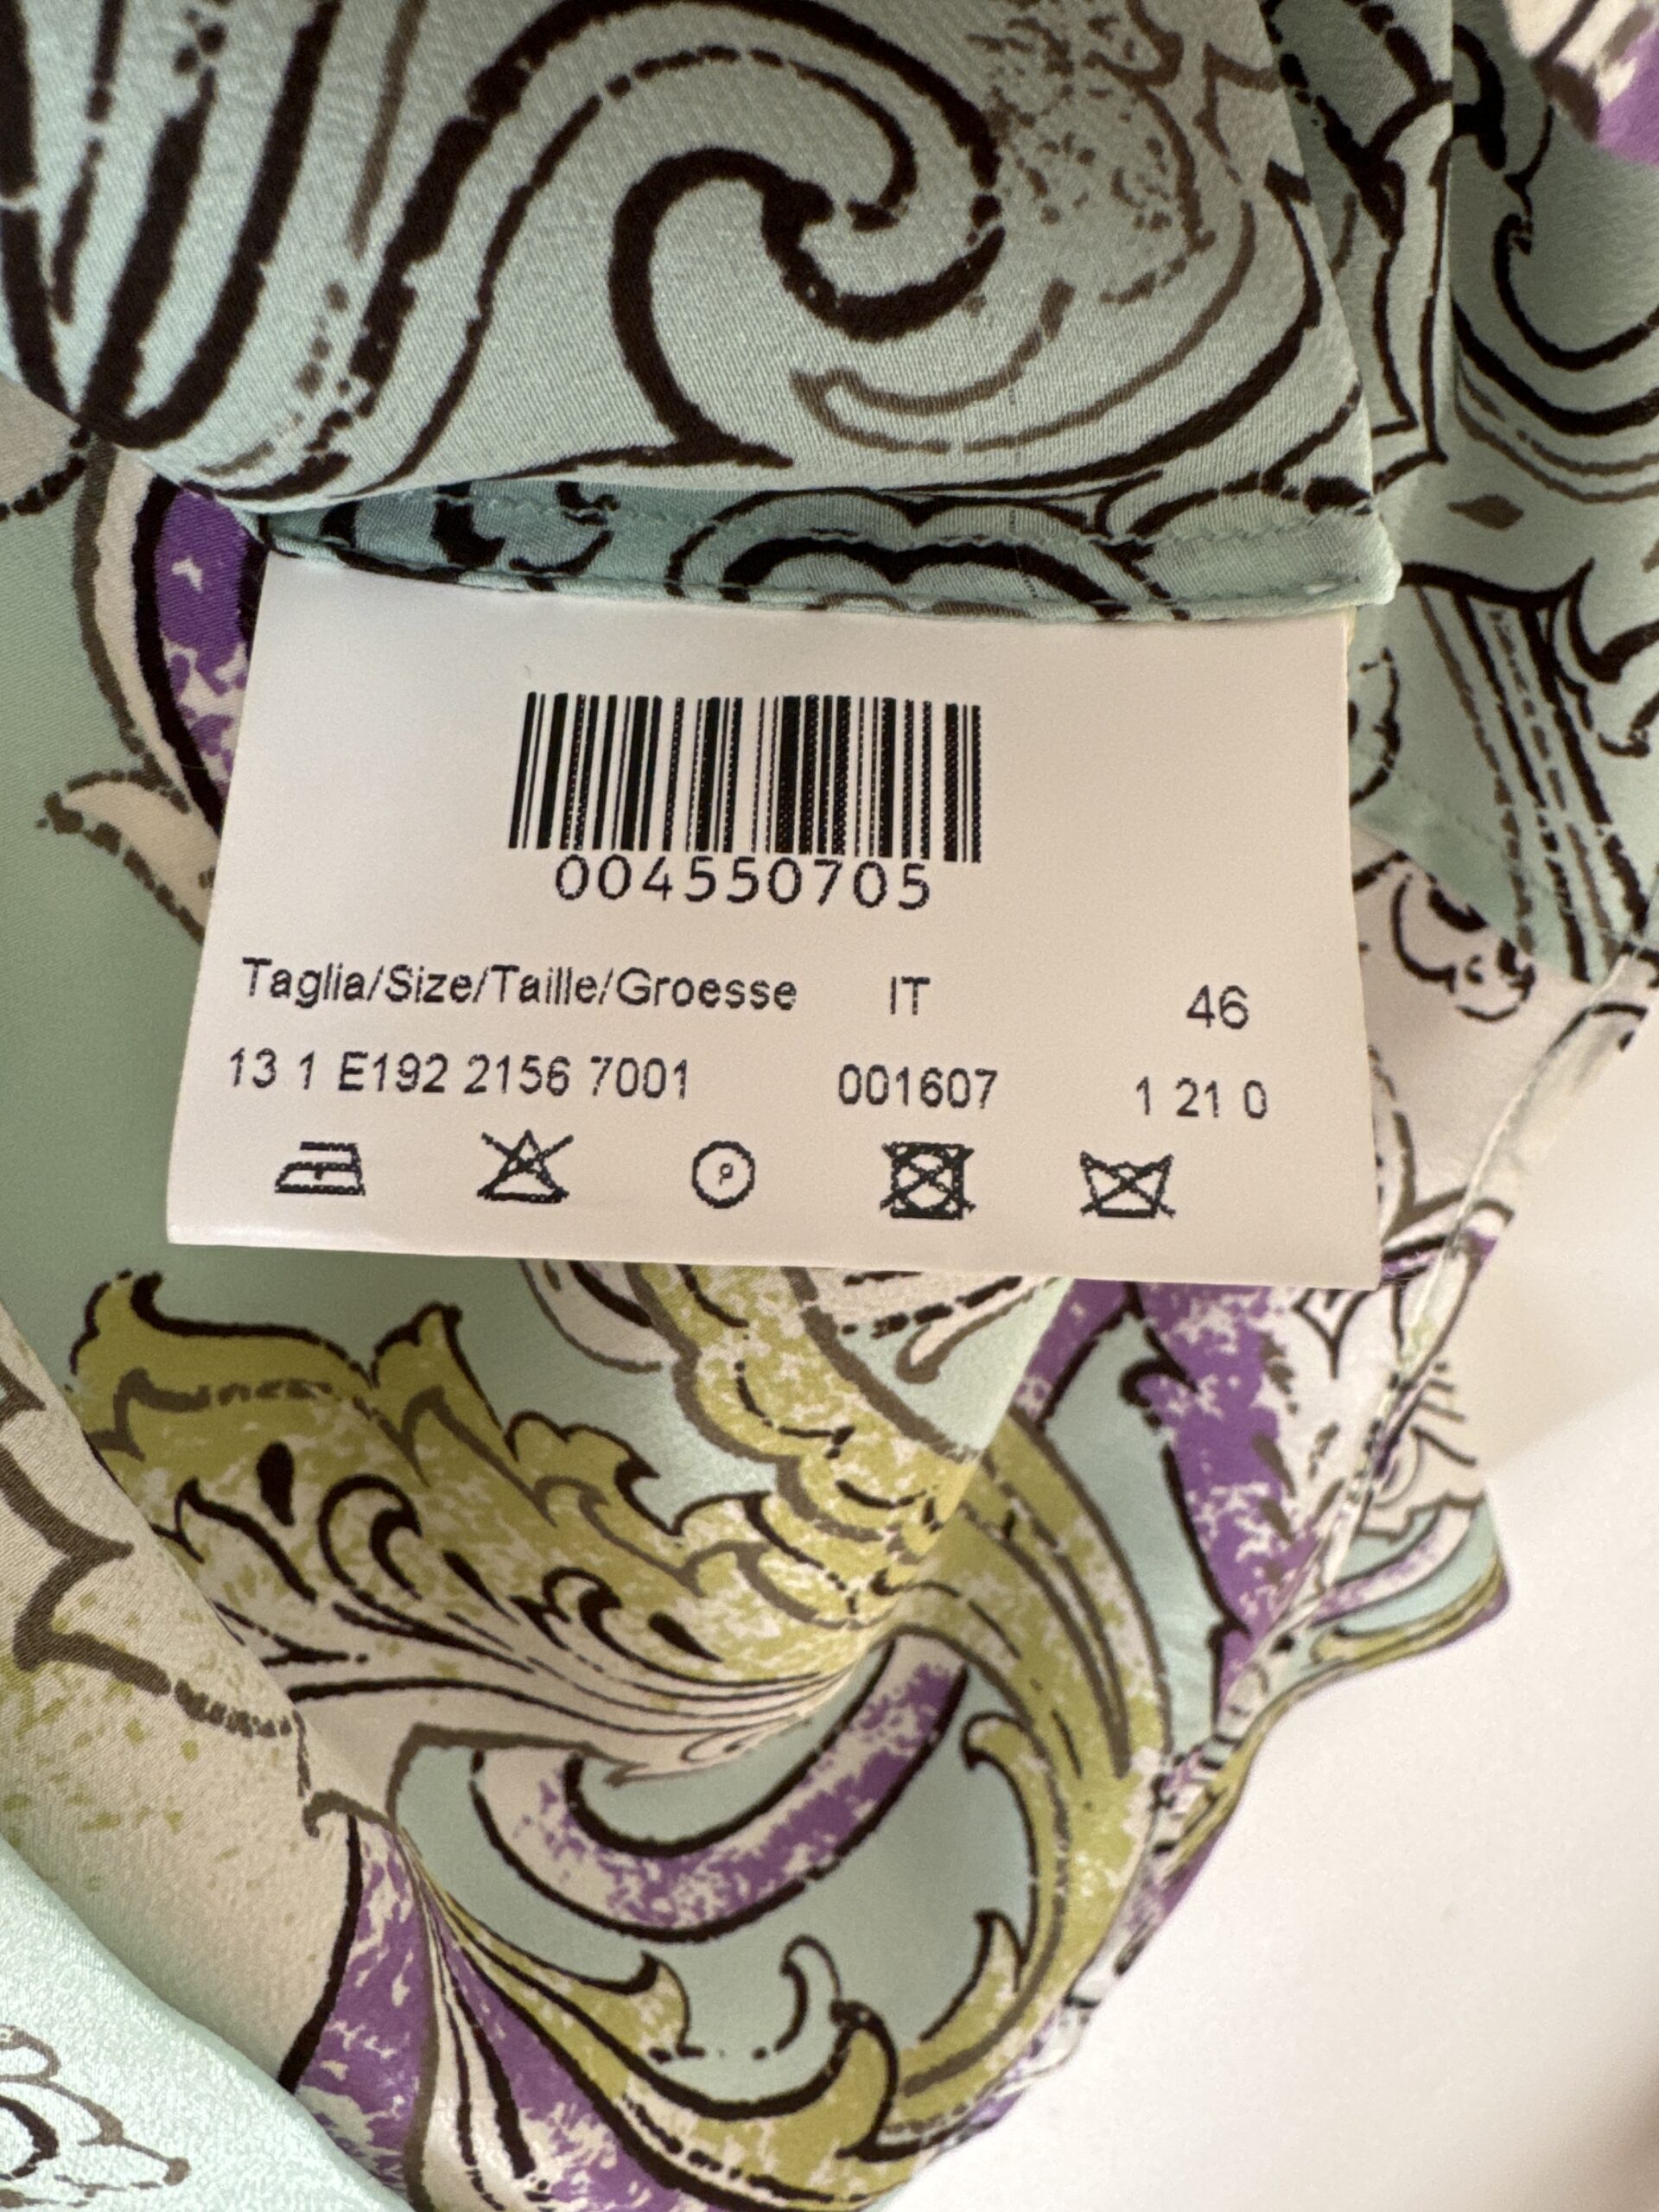 004550705
Taglia/Size/Taille/Groesse IT 46
13 1 E192 2156 7001 001607 1 21 0
P